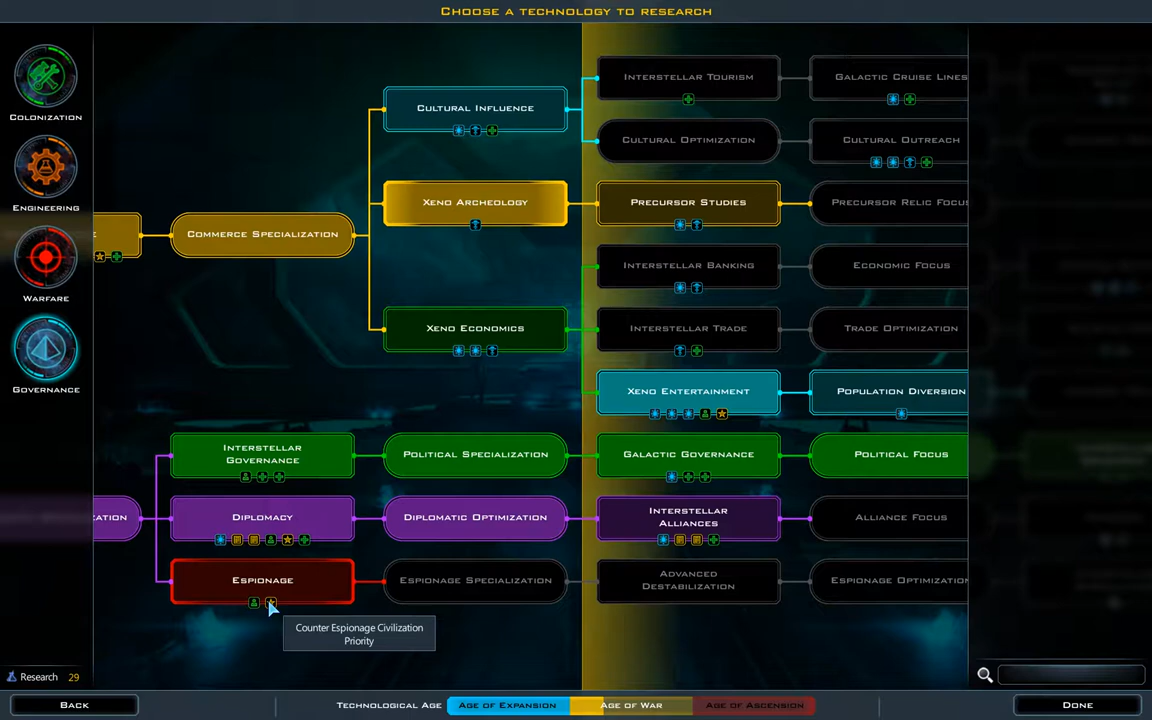 CHOOSE A TECHNOLOGY TO RESEARCH
COLONIZATION
ENGINEERING
WARFARE
GOVERNANCE
CULTURAL INFLUENCE
INTERSTELLAR TOURISM
GALACTIC CRUISE LINES
CULTURAL OPTIMIZATION
CULTURAL OUTREACH
E
COMMERCE SPECIALIZATION
XENO ARCHEOLOGY
PRECURSOR STUDIES
PRECURSOR RELIC FOCUS
INTERSTELLAR BANKING
ECONOMIC FOCUS
XENO ECONOMICS
INTERSTELLAR TRADE
TRADE OPTIMIZATION
XENO ENTERTAINMENT
POPULATION DIVERSION
INTERSTELLAR
GOVERNANCE
POLITICAL SPECIALIZATION
GALACTIC GOVERNANCE
POLITICAL FOCUS
ZATION
DIPLOMACY
DIPLOMATIC OPTIMIZATION
INTERSTELLAR
ALLIANCES
ALLIANCE FOCUS
ESPIONAGE
ESPIONAGE SPECIALIZATION
ADVANCED
DESTABILIZATION
ESPIONAGE OPTIMIZATION
Counter Espionage Civilization
Priority
Research 29
BACK
TECHNOLOGICAL AGE
AGE OF EXPANSION
AGE OF WAR
AGE OF ASCENSION
DONE